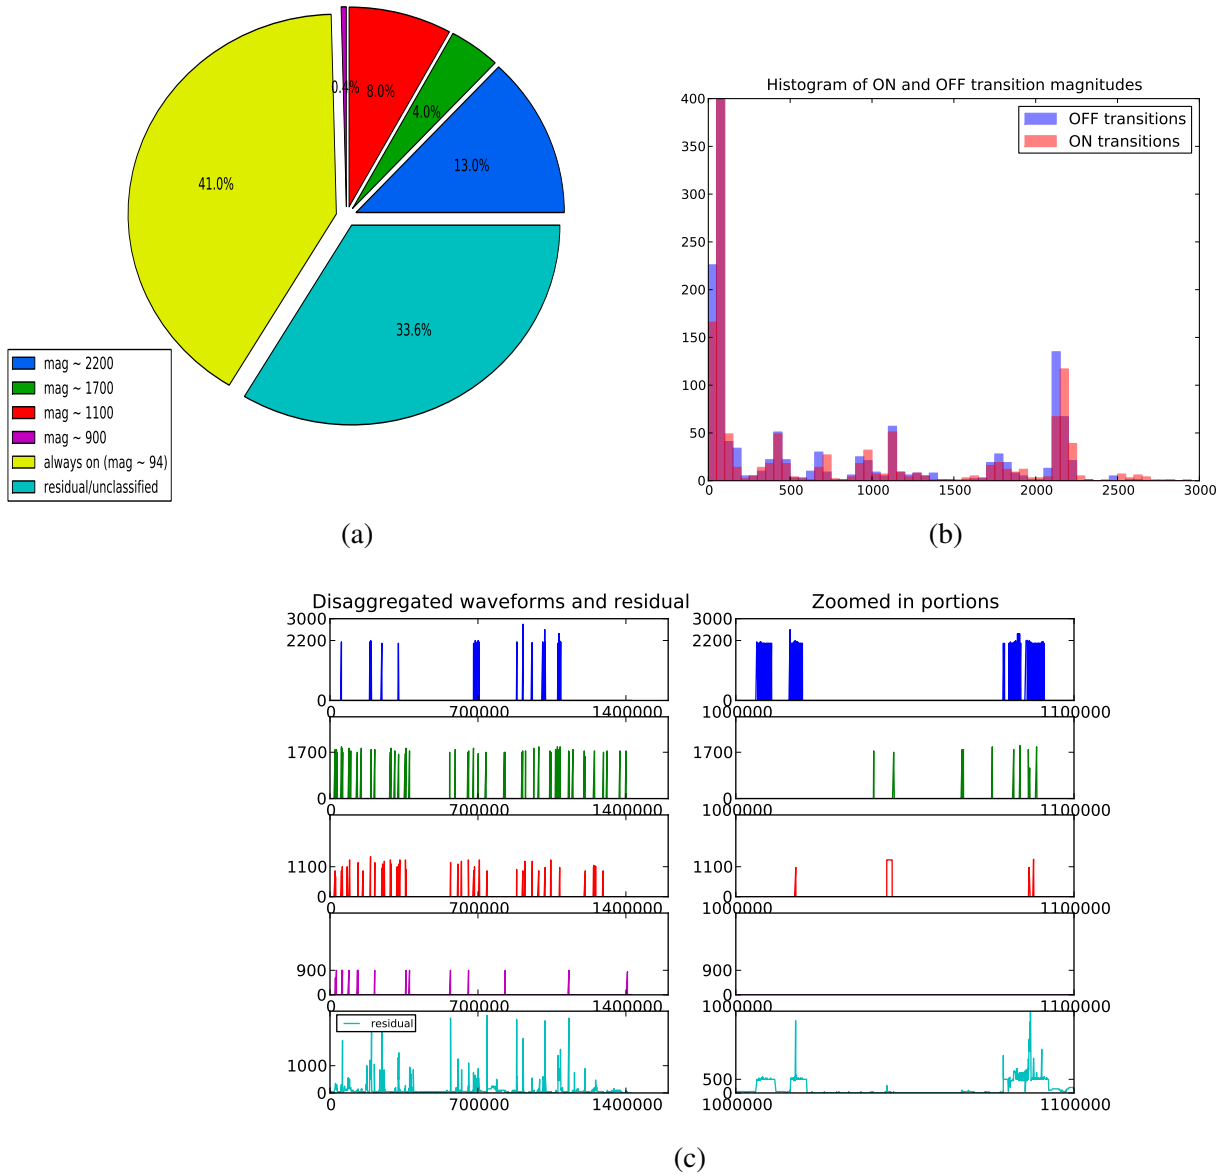 0.4%
8.0%
4.0%
13.0%
41.0%
33.6%
mag ~ 2200
mag ~ 1700
mag ~ 1100
mag ~ 900
always on (mag ~ 94)
residual/unclassified
(a)
Histogram of ON and OFF transition magnitudes
OFF transitions
ON transitions
400
350
300
250
200
150
100
50
0
0 500 1000 1500 2000 2500 3000
(b)
Disaggregated waveforms and residual
3000
2200
0
0 700000 1400000
1700
0
0 700000 1400000
1100
0
0 700000 1400000
900
0
0 700000 1400000
residual
1000
0
0 700000 1400000
Zoomed in portions
3000
2200
0
1000000 1100000
1700
0
1000000 1100000
1100
0
1000000 1100000
900
0
1000000 1100000
500
0
1000000 1100000
(c)